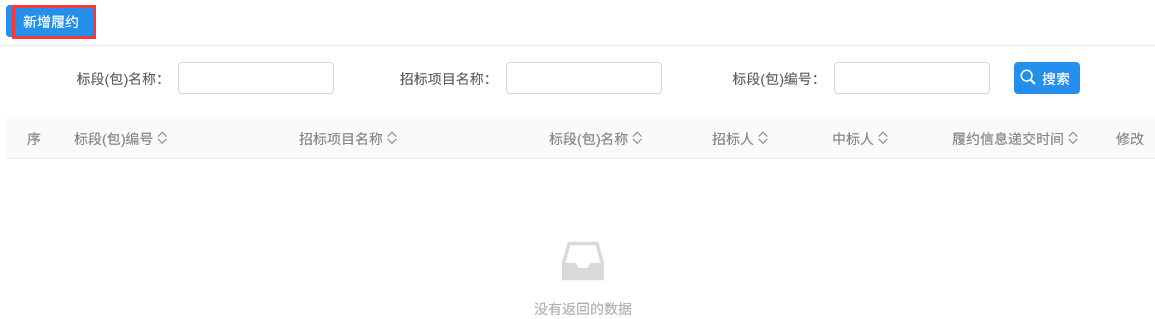 新增履约
标段(包)名称： 招标项目名称： 标段(包)编号： 搜索
序 标段(包)编号 招标项目名称 标段(包)名称 招标人 中标人 履约信息递交时间 修改
没有返回的数据